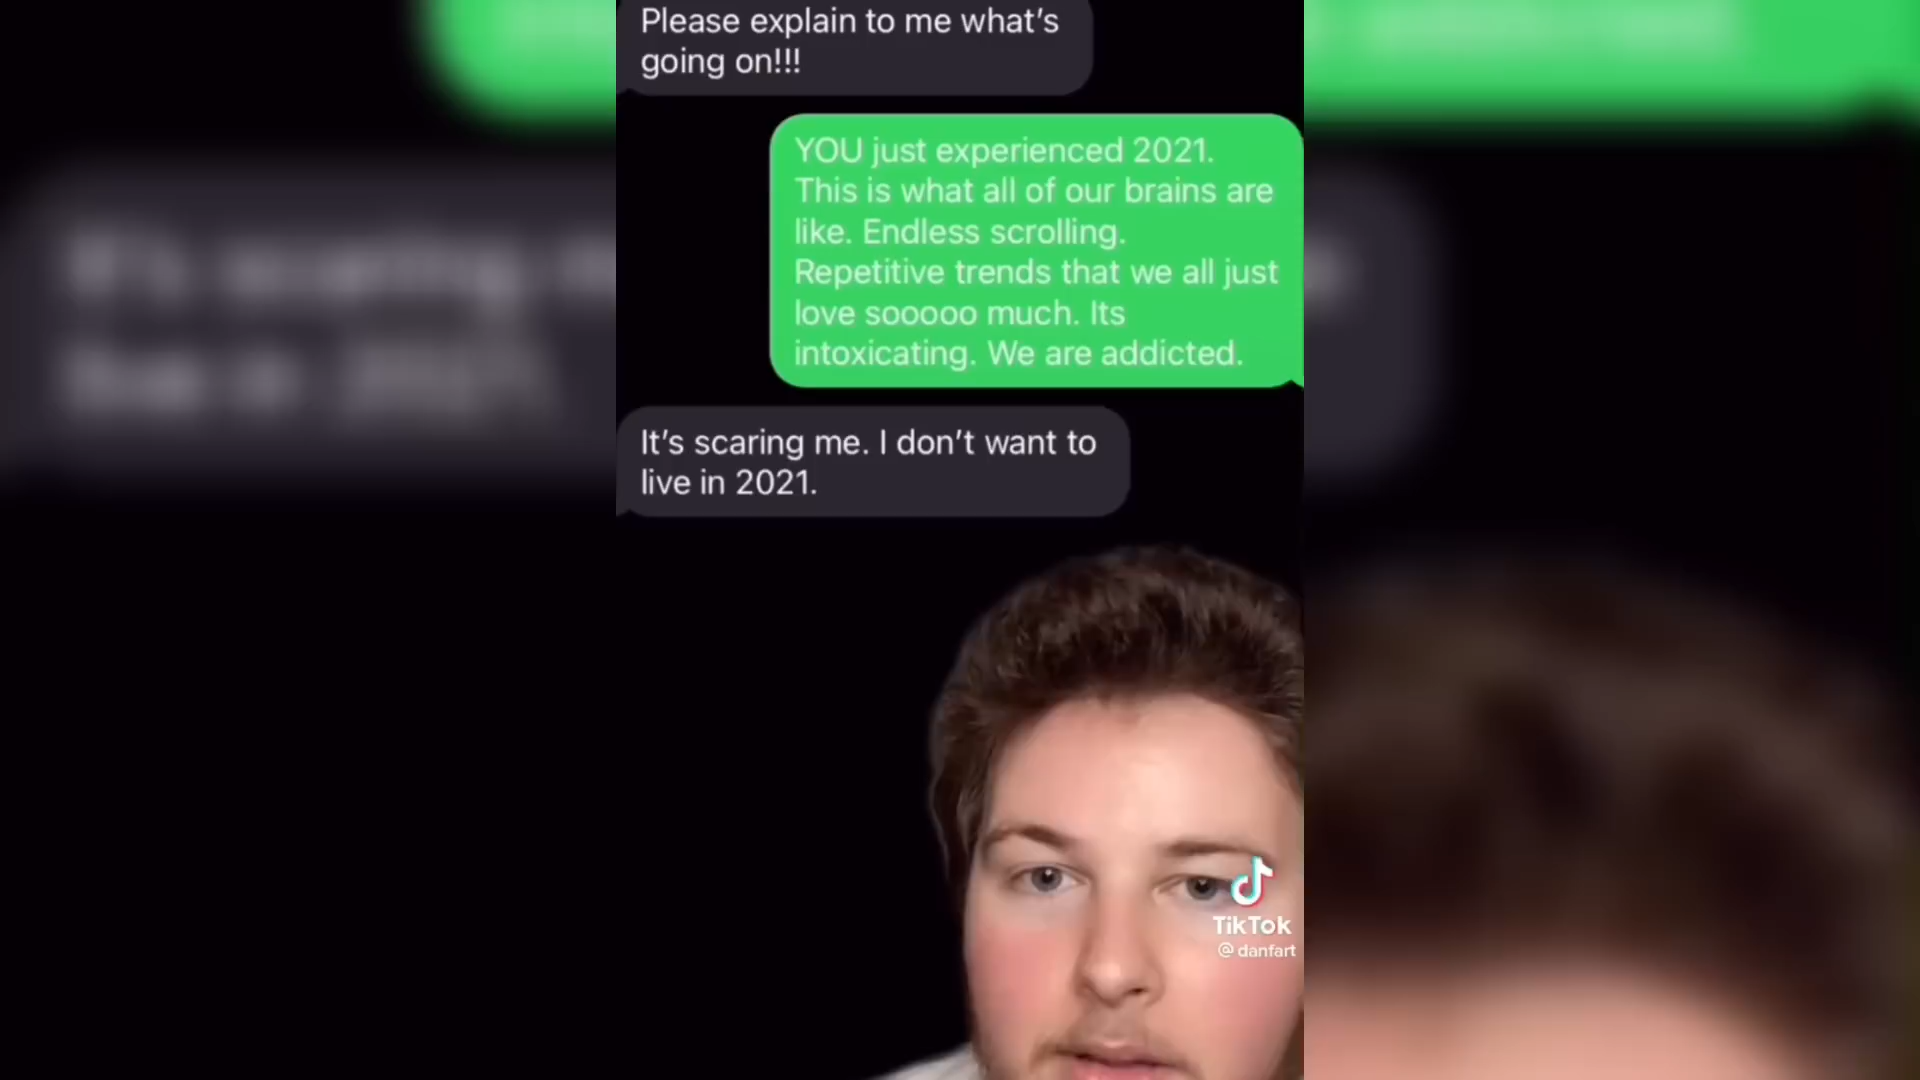 Please explain to me what's
going on!!!
YOU just experienced 2021.
This is what all of our brains are
like. Endless scrolling.
Repetitive trends that we all just
love sooooo much. Its
intoxicating. We are addicted.
It's scaring me. I don't want to
live in 2021.
TikTok
@danfart